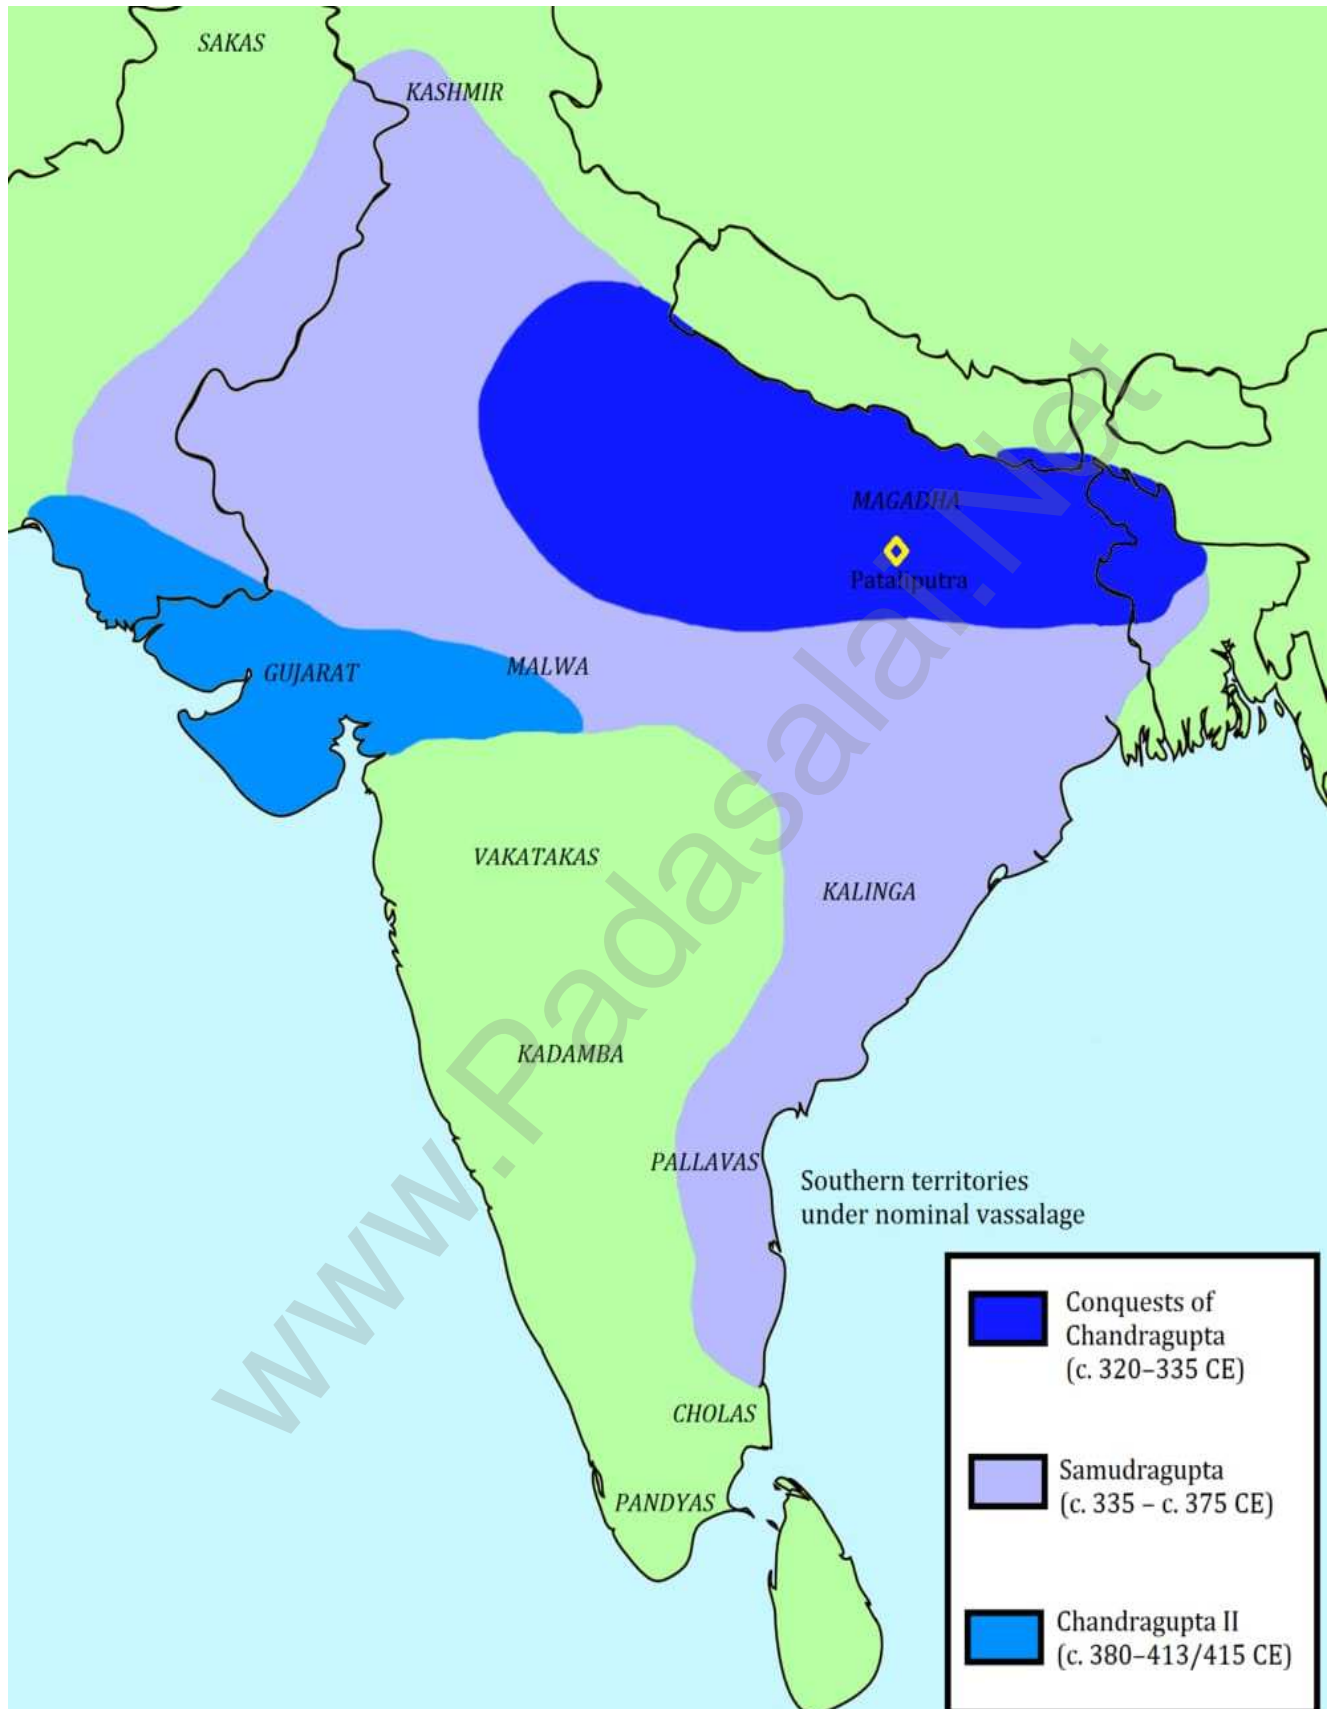 SAKAS
KASHMIR
MAGADHA
Pataliputra
GUJARAT
MALWA
VAKATAKAS
KALINGA
KADAMBA
PALLAVAS
Southern territories
under nominal vassalage
CHOLAS
PANDYAS
Conquests of
Chandragupta
(c. 320–335 CE)
Samudragupta
(c. 335 – c. 375 CE)
Chandragupta II
(c. 380–413/415 CE)
www.Padasalai.Net